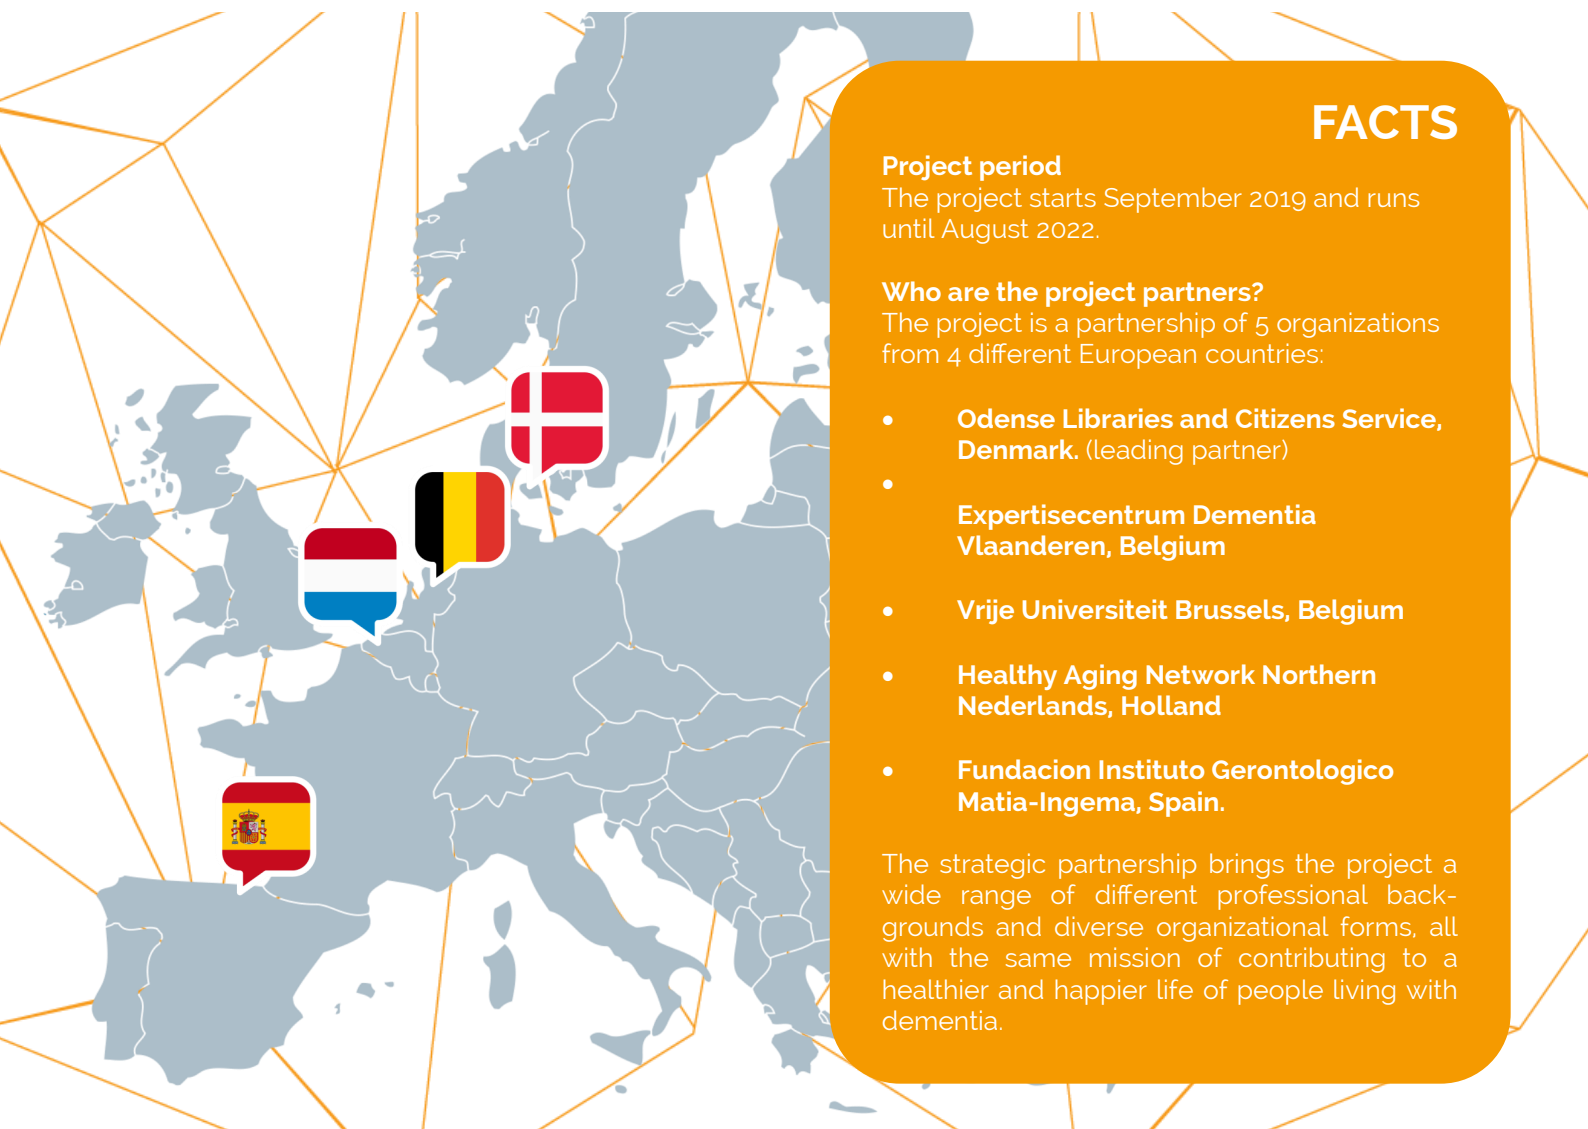 FACTS
Project period
The project starts September 2019 and runs
until August 2022.
Who are the project partners?
The project is a partnership of 5 organizations
from 4 different European countries:
• Odense Libraries and Citizens Service,
Denmark. (leading partner)
•
Expertisecentrum Dementia
Vlaanderen, Belgium
• Vrije Universiteit Brussels, Belgium
• Healthy Aging Network Northern
Nederlands, Holland
• Fundacion Instituto Gerontologico
Matia-Ingema, Spain.
The strategic partnership brings the project a
wide range of different professional back-
grounds and diverse organizational forms, all
with the same mission of contributing to a
healthier and happier life of people living with
dementia.